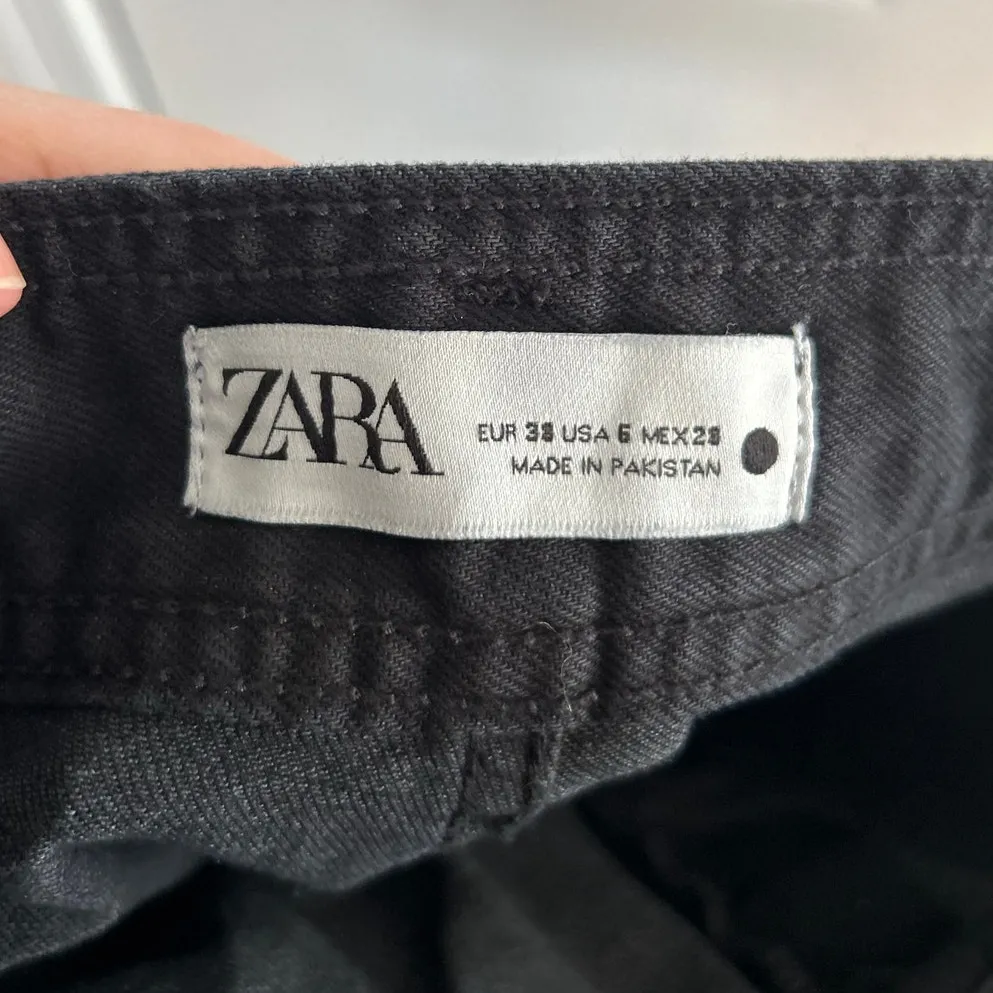 ZARA
EUR 38 USA 6 MEX 28
MADE IN PAKISTAN